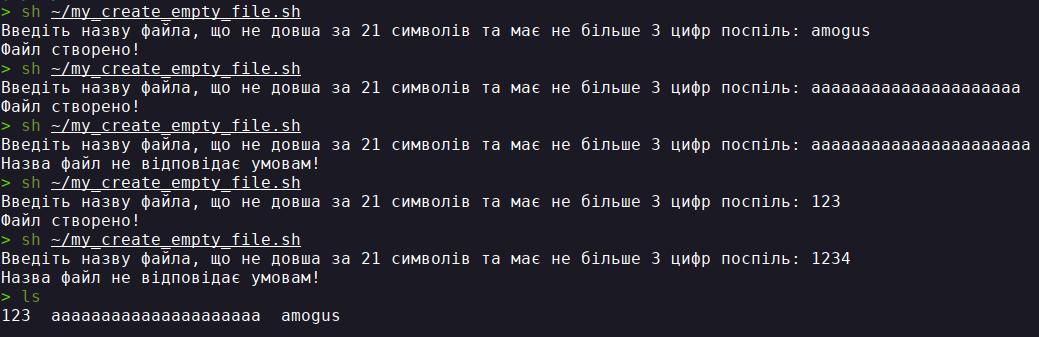 > sh ~/my_create_empty_file.sh
Введіть назву файла, що не довша за 21 символів та має не більше 3 цифр поспіль: amogus
Файл створено!
> sh ~/my_create_empty_file.sh
Введіть назву файла, що не довша за 21 символів та має не більше 3 цифр поспіль: aaaaaaaaaaaaaaaaaaaaa
Файл створено!
> sh ~/my_create_empty_file.sh
Введіть назву файла, що не довша за 21 символів та має не більше 3 цифр поспіль: aaaaaaaaaaaaaaaaaaaaaa
Назва файл не відповідає умовам!
> sh ~/my_create_empty_file.sh
Введіть назву файла, що не довша за 21 символів та має не більше 3 цифр поспіль: 123
Файл створено!
> sh ~/my_create_empty_file.sh
Введіть назву файла, що не довша за 21 символів та має не більше 3 цифр поспіль: 1234
Назва файл не відповідає умовам!
> ls
123  aaaaaaaaaaaaaaaaaaaaa  amogus